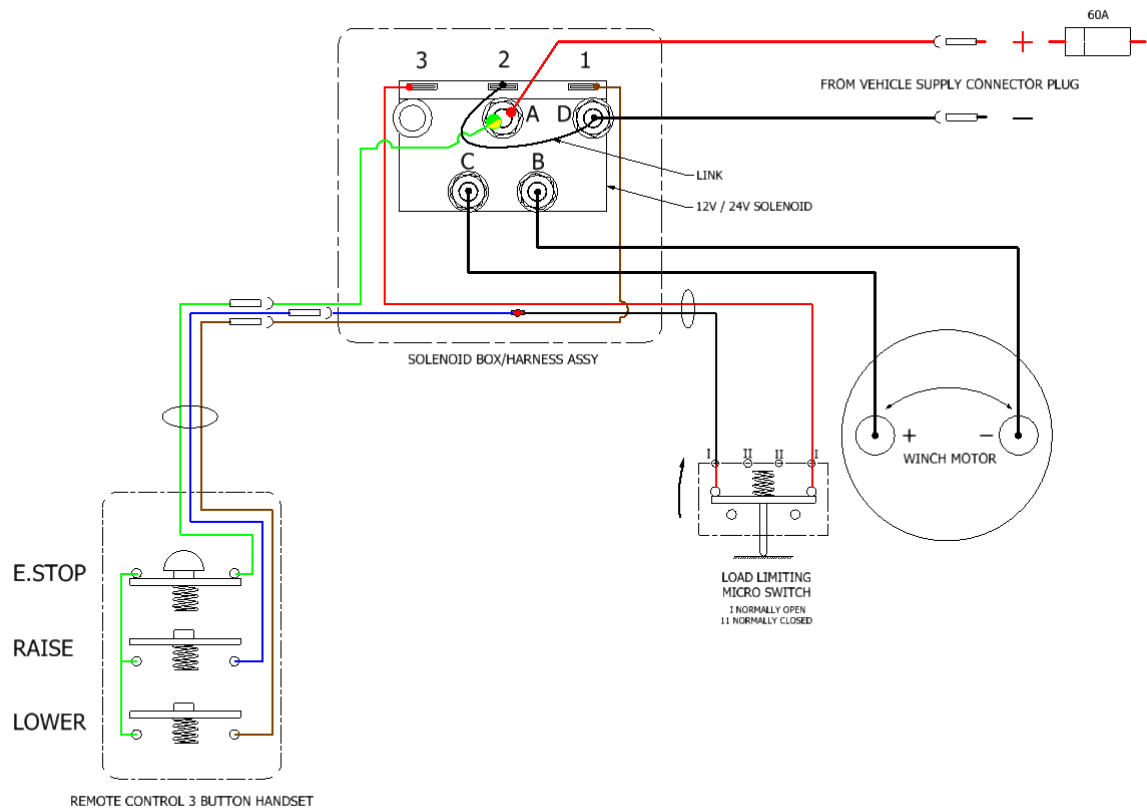 60A
+
FROM VEHICLE SUPPLY CONNECTOR PLUG
−
3 2 1
A D
C B
LINK
12V / 24V SOLENOID
SOLENOID BOX/HARNESS ASSY
+ −
WINCH MOTOR
I II II I
LOAD LIMITING
MICRO SWITCH
I NORMALLY OPEN
11 NORMALLY CLOSED
E.STOP
RAISE
LOWER
REMOTE CONTROL 3 BUTTON HANDSET